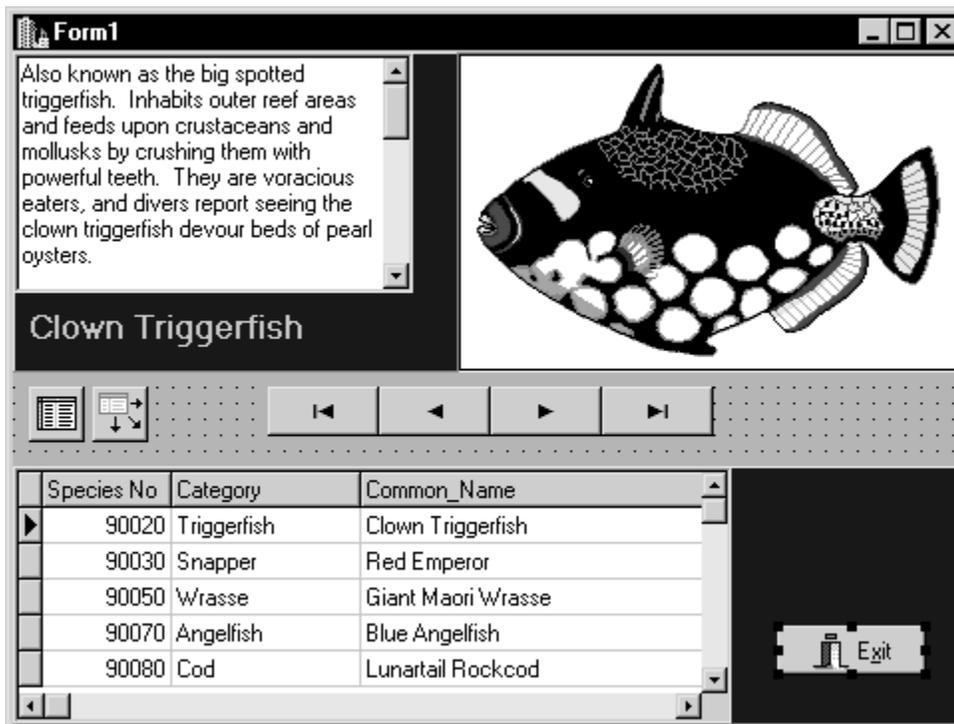 Form1
Also known as the big spotted
triggerfish.  Inhabits outer reef areas
and feeds upon crustaceans and
mollusks by crushing them with
powerful teeth.  They are voracious
eaters, and divers report seeing the
clown triggerfish devour beds of pearl
oysters.
Clown Triggerfish
Species No Category Common_Name
90020 Triggerfish Clown Triggerfish
90030 Snapper Red Emperor
90050 Wrasse Giant Maori Wrasse
90070 Angelfish Blue Angelfish
90080 Cod Lunartail Rockcod
Exit